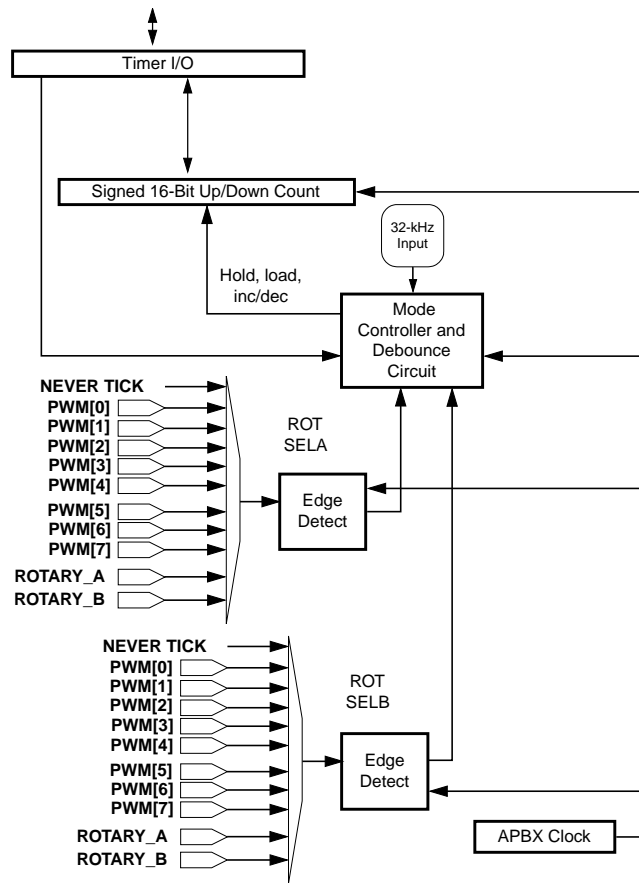 Timer I/O
Signed 16-Bit Up/Down Count
32-kHz
Input
Hold, load,
inc/dec
Mode
Controller and
Debounce
Circuit
NEVER TICK
PWM[0]
PWM[1]
PWM[2]
PWM[3]
PWM[4]
PWM[5]
PWM[6]
PWM[7]
ROTARY_A
ROTARY_B
ROT
SELA
Edge
Detect
NEVER TICK
PWM[0]
PWM[1]
PWM[2]
PWM[3]
PWM[4]
PWM[5]
PWM[6]
PWM[7]
ROTARY_A
ROTARY_B
ROT
SELB
Edge
Detect
APBX Clock